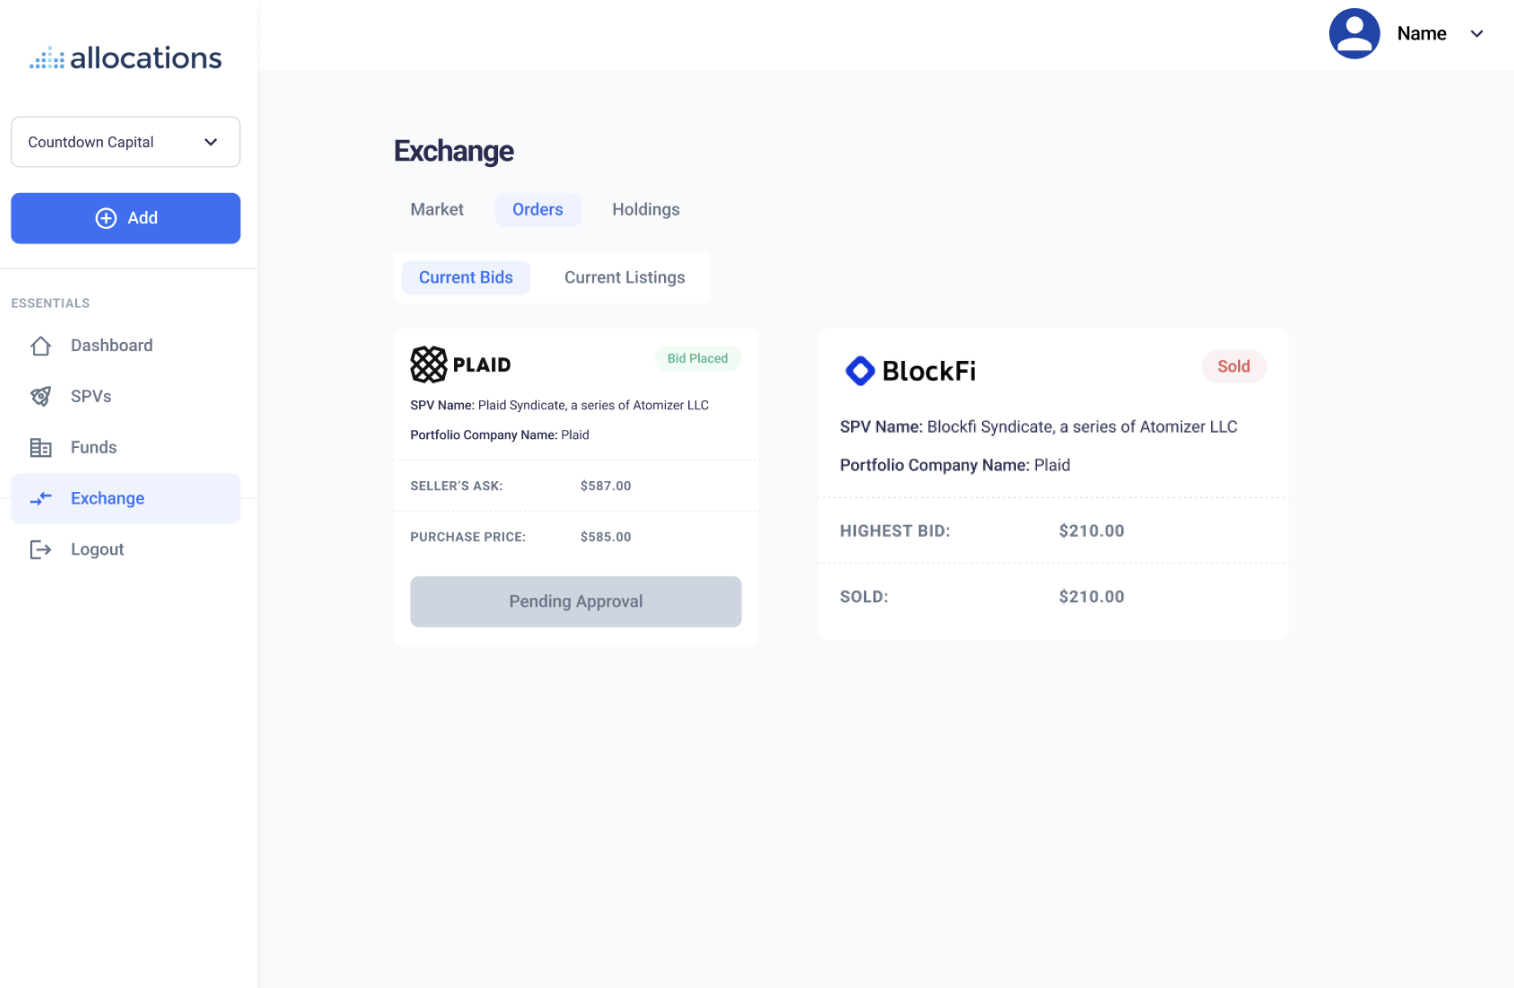 allocations
Name
Countdown Capital
Add
ESSENTIALS
Dashboard
SPVs
Funds
Exchange
Logout
Exchange
Market Orders Holdings
Current Bids Current Listings
PLAID
Bid Placed
SPV Name: Plaid Syndicate, a series of Atomizer LLC
Portfolio Company Name: Plaid
SELLER’S ASK: $587.00
PURCHASE PRICE: $585.00
Pending Approval
BlockFi
Sold
SPV Name: Blockfi Syndicate, a series of Atomizer LLC
Portfolio Company Name: Plaid
HIGHEST BID: $210.00
SOLD: $210.00